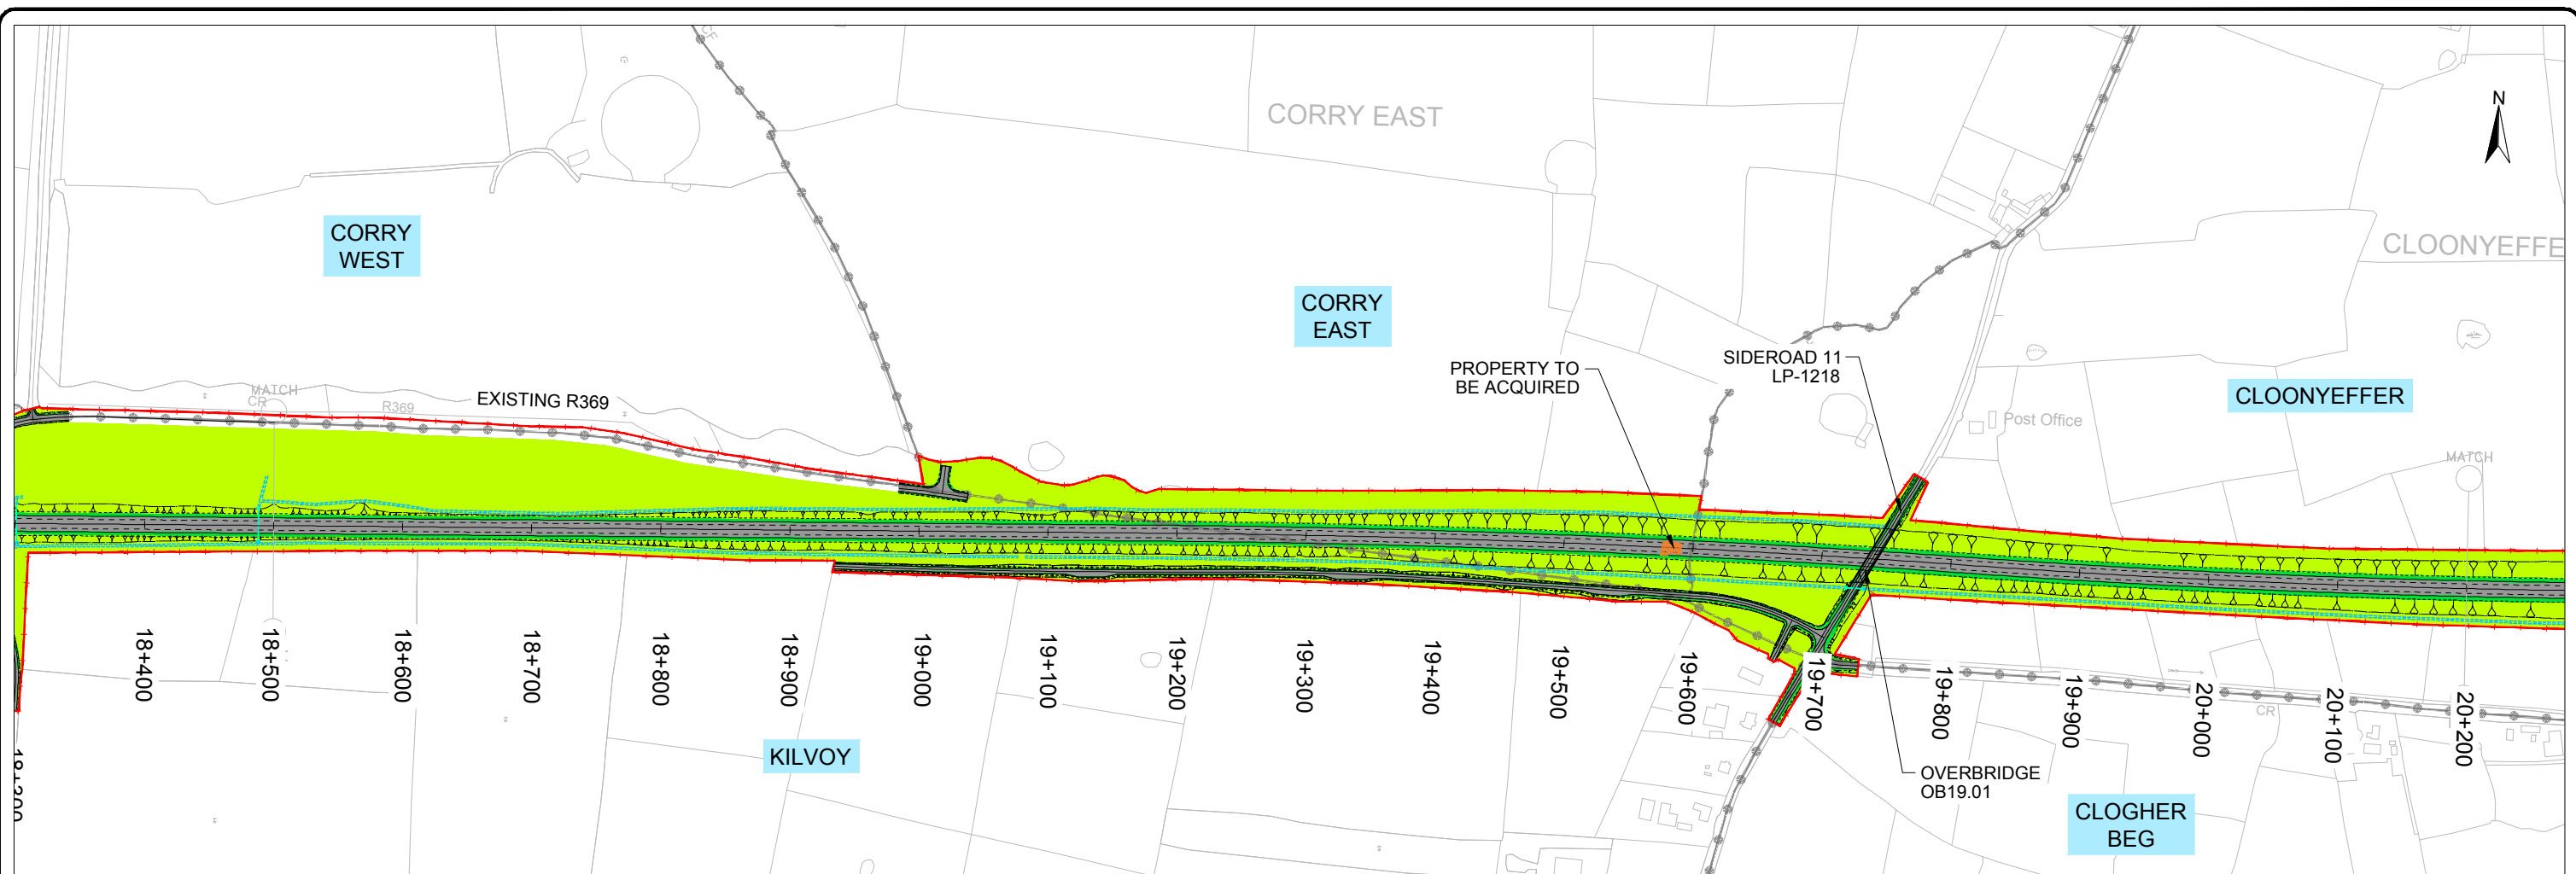 CF
CORRY EAST
N
CORRY
WEST
CLOONYEFFE
CORRY
EAST
SIDEROAD 11
LP-1218
PROPERTY TO
BE ACQUIRED
CLOONYEFFER
MATCH
CR
R369
EXISTING R369
Post Office
MATCH
18+300
18+400
18+500
18+600
18+700
18+800
18+900
19+000
19+100
19+200
19+300
19+400
19+500
19+600
19+700
19+800
19+900
20+000
20+100
20+200
CR
KILVOY
OVERBRIDGE
OB19.01
CLOGHER
BEG